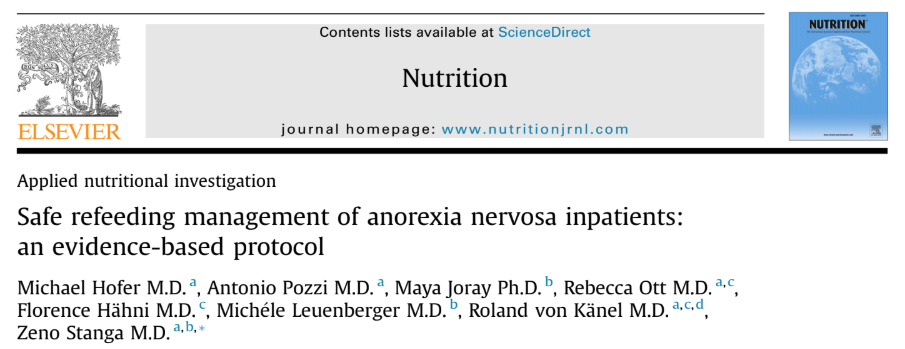 Contents lists available at ScienceDirect
Nutrition
journal homepage: www.nutritionjrnl.com
ELSEVIER
NUTRITION
Applied nutritional investigation
Safe refeeding management of anorexia nervosa inpatients:
an evidence-based protocol
Michael Hofer M.D. a, Antonio Pozzi M.D. a, Maya Joray Ph.D. b, Rebecca Ott M.D. a,c,
Florence Hähni M.D. c, Michéle Leuenberger M.D. b, Roland von Känel M.D. a,c,d,
Zeno Stanga M.D. a,b,*